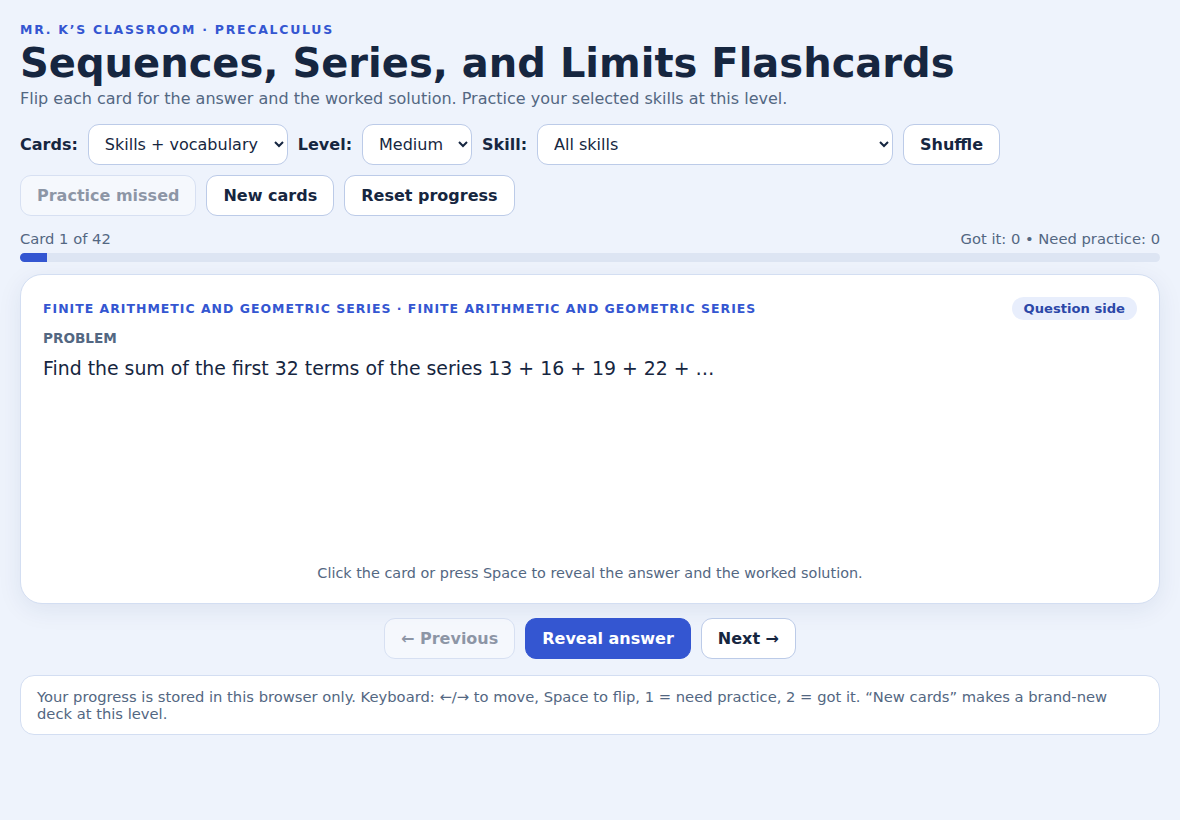 MR. K’S CLASSROOM · PRECALCULUS
Sequences, Series, and Limits Flashcards
Flip each card for the answer and the worked solution. Practice your selected skills at this level.
Cards: Skills + vocabulary Level: Medium Skill: All skills Shuffle
Practice missed New cards Reset progress
Card 1 of 42 Got it: 0 • Need practice: 0
FINITE ARITHMETIC AND GEOMETRIC SERIES · FINITE ARITHMETIC AND GEOMETRIC SERIES Question side
PROBLEM
Find the sum of the first 32 terms of the series 13 + 16 + 19 + 22 + …
Click the card or press Space to reveal the answer and the worked solution.
← Previous Reveal answer Next →
Your progress is stored in this browser only. Keyboard: ←/→ to move, Space to flip, 1 = need practice, 2 = got it. “New cards” makes a brand-new
deck at this level.